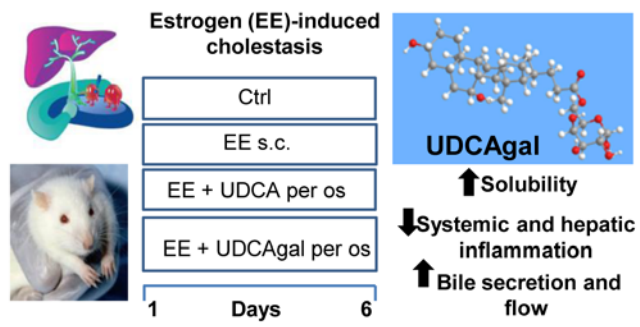 Estrogen (EE)-induced
cholestasis
Ctrl
EE s.c.
EE + UDCA per os
EE + UDCAgal per os
1 Days 6
UDCAgal
Solubility
Systemic and hepatic
inflammation
Bile secretion and
flow